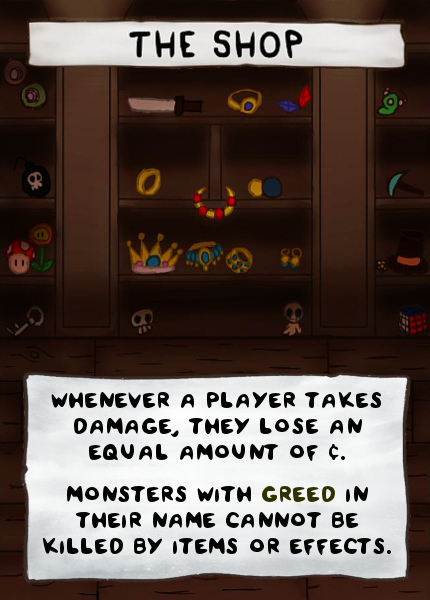 THE SHOP
WHENEVER A PLAYER TAKES
DAMAGE, THEY LOSE AN
EQUAL AMOUNT OF ¢.
MONSTERS WITH GREED IN
THEIR NAME CANNOT BE
KILLED BY ITEMS OR EFFECTS.